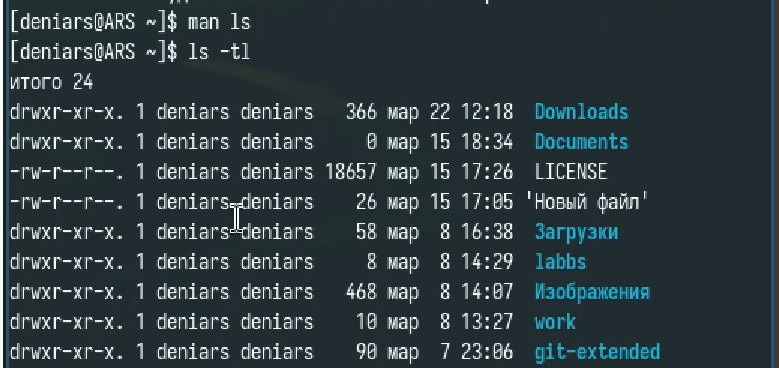 [deniars@ARS ~]$ man ls
[deniars@ARS ~]$ ls -tl
итого 24
drwxr-xr-x. 1 deniars deniars   366 мар 22 12:18  Downloads
drwxr-xr-x. 1 deniars deniars     0 мар 15 18:34  Documents
-rw-r--r--. 1 deniars deniars 18657 мар 15 17:26  LICENSE
-rw-r--r--. 1 deniars deniars    26 мар 15 17:05 'Новый файл'
drwxr-xr-x. 1 deniars deniars    58 мар  8 16:38  Загрузки
drwxr-xr-x. 1 deniars deniars     8 мар  8 14:29  labbs
drwxr-xr-x. 1 deniars deniars   468 мар  8 14:07  Изображения
drwxr-xr-x. 1 deniars deniars    10 мар  8 13:27  work
drwxr-xr-x. 1 deniars deniars    90 мар  7 23:06  git-extended